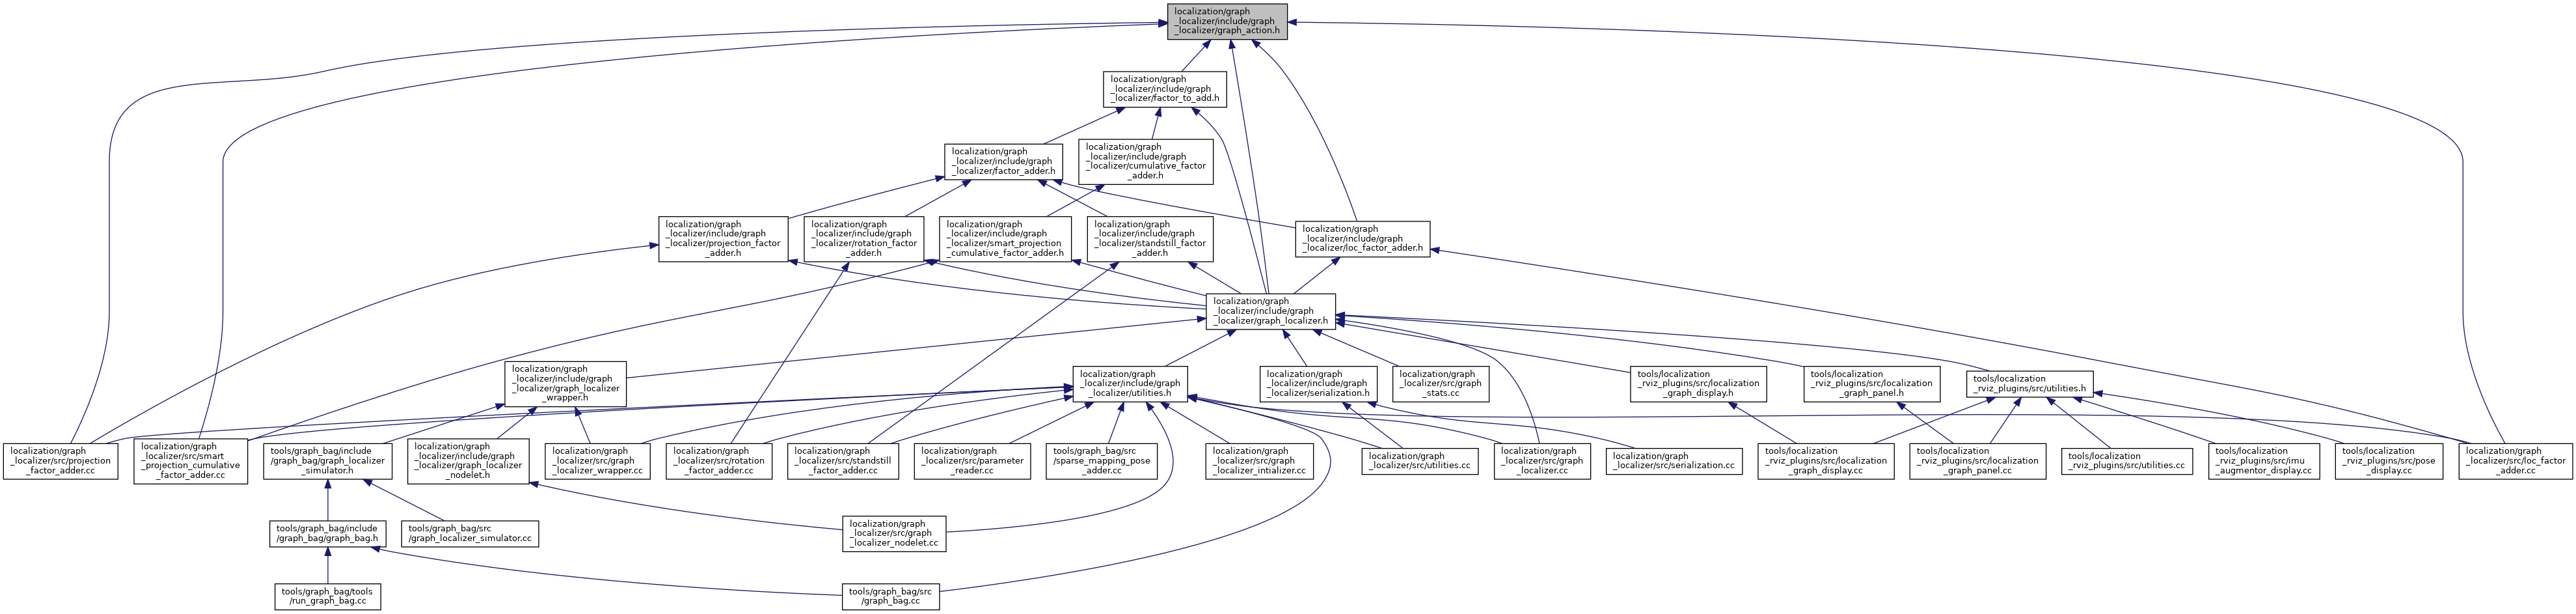 localization/graph
_localizer/include/graph
_localizer/graph_action.h
localization/graph
_localizer/include/graph
_localizer/factor_to_add.h
localization/graph
_localizer/include/graph
_localizer/factor_adder.h
localization/graph
_localizer/include/graph
_localizer/cumulative_factor
_adder.h
localization/graph
_localizer/include/graph
_localizer/projection_factor
_adder.h
localization/graph
_localizer/include/graph
_localizer/rotation_factor
_adder.h
localization/graph
_localizer/include/graph
_localizer/smart_projection
_cumulative_factor_adder.h
localization/graph
_localizer/include/graph
_localizer/standstill_factor
_adder.h
localization/graph
_localizer/include/graph
_localizer/loc_factor_adder.h
localization/graph
_localizer/include/graph
_localizer/graph_localizer.h
localization/graph
_localizer/include/graph
_localizer/graph_localizer
_wrapper.h
localization/graph
_localizer/include/graph
_localizer/utilities.h
localization/graph
_localizer/include/graph
_localizer/serialization.h
localization/graph
_localizer/src/graph
_stats.cc
tools/localization
_rviz_plugins/src/localization
_graph_display.h
tools/localization
_rviz_plugins/src/localization
_graph_panel.h
tools/localization
_rviz_plugins/src/utilities.h
localization/graph
_localizer/src/projection
_factor_adder.cc
localization/graph
_localizer/src/smart
_projection_cumulative
_factor_adder.cc
tools/graph_bag/include
/graph_bag/graph_localizer
_simulator.h
localization/graph
_localizer/include/graph
_localizer/graph_localizer
_nodelet.h
localization/graph
_localizer/src/graph
_localizer_wrapper.cc
localization/graph
_localizer/src/rotation
_factor_adder.cc
localization/graph
_localizer/src/standstill
_factor_adder.cc
localization/graph
_localizer/src/parameter
_reader.cc
tools/graph_bag/src
/sparse_mapping_pose
_adder.cc
localization/graph
_localizer/src/graph
_localizer_intializer.cc
localization/graph
_localizer/src/utilities.cc
localization/graph
_localizer/src/graph
_localizer.cc
localization/graph
_localizer/src/serialization.cc
tools/localization
_rviz_plugins/src/localization
_graph_display.cc
tools/localization
_rviz_plugins/src/localization
_graph_panel.cc
tools/localization
_rviz_plugins/src/utilities.cc
tools/localization
_rviz_plugins/src/imu
_augmentor_display.cc
tools/localization
_rviz_plugins/src/pose
_display.cc
localization/graph
_localizer/src/loc_factor
_adder.cc
tools/graph_bag/include
/graph_bag/graph_bag.h
tools/graph_bag/src
/graph_localizer_simulator.cc
localization/graph
_localizer/src/graph
_localizer_nodelet.cc
tools/graph_bag/tools
/run_graph_bag.cc
tools/graph_bag/src
/graph_bag.cc